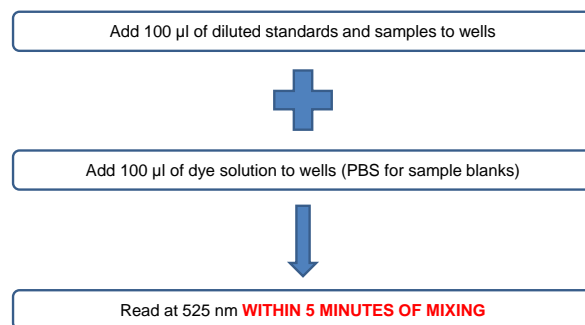 Add 100 µl of diluted standards and samples to wells
Add 100 µl of dye solution to wells (PBS for sample blanks)
Read at 525 nm WITHIN 5 MINUTES OF MIXING